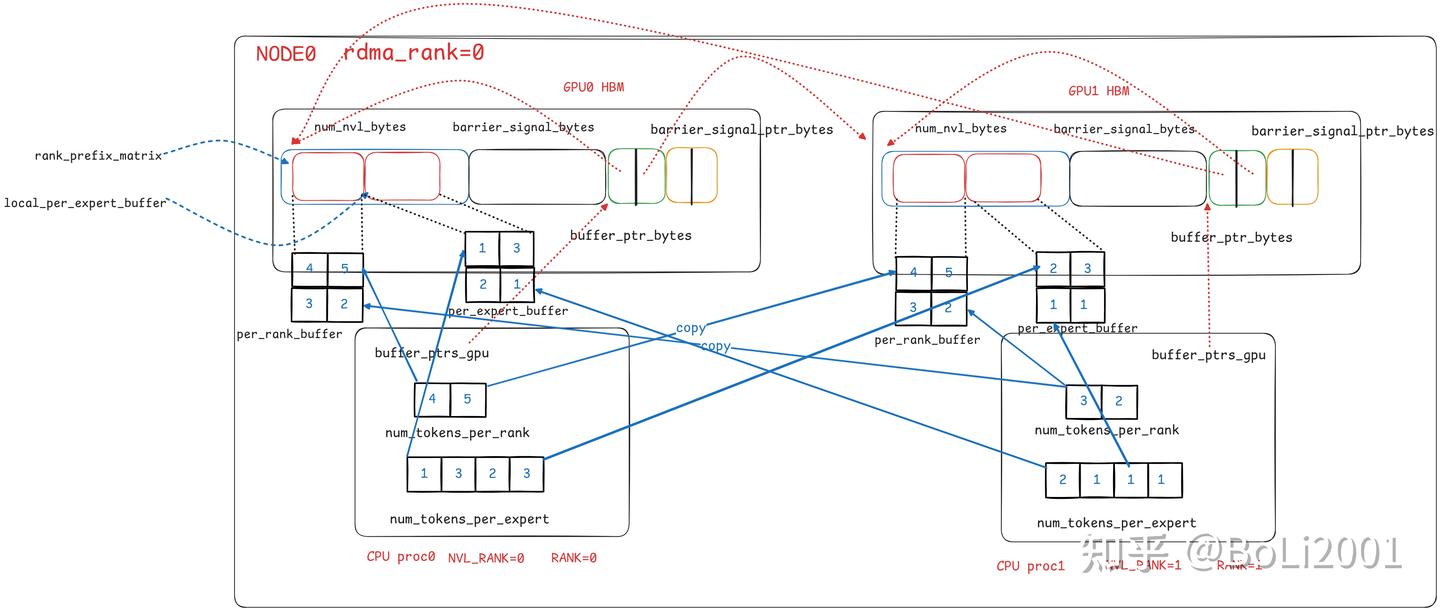 NODE0 rdma_rank=0
GPU0 HBM
GPU1 HBM
num_nvl_bytes
barrier_signal_bytes
barrier_signal_ptr_bytes
num_nvl_bytes
barrier_signal_bytes
barrier_signal_ptr_bytes
rank_prefix_matrix
local_per_expert_buffer
buffer_ptr_bytes
buffer_ptr_bytes
1 3
2 1
4 5
3 2
per_expert_buffer
per_rank_buffer
4 5
3 2
2 3
1 1
per_expert_buffer
per_rank_buffer
copy
copy
buffer_ptrs_gpu
4 5
num_tokens_per_rank
1 3 2 3
num_tokens_per_expert
CPU proc0 NVL_RANK=0 RANK=0
buffer_ptrs_gpu
3 2
num_tokens_per_rank
2 1 1 1
num_tokens_per_expert
CPU proc1 NVL_RANK=1 RANK=1
知乎 @BoLi2001